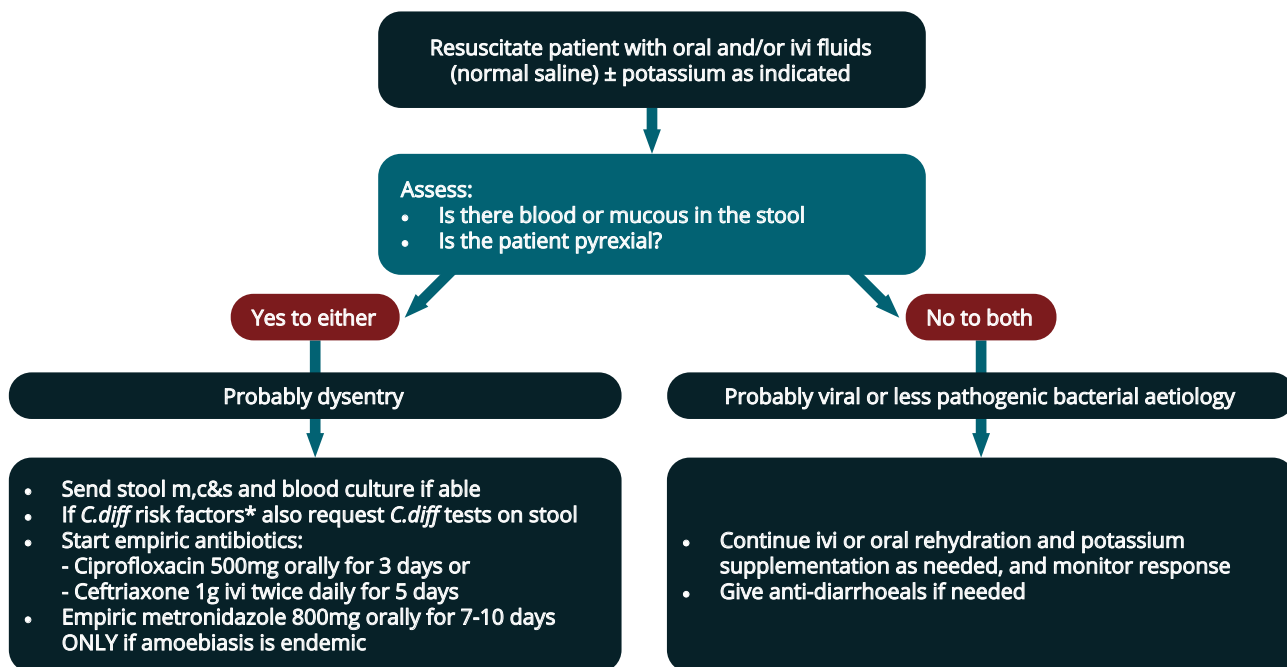 Resuscitate patient with oral and/or ivi fluids
(normal saline) ± potassium as indicated
Assess:
• Is there blood or mucous in the stool
• Is the patient pyrexial?
Yes to either
No to both
Probably dysentry
Probably viral or less pathogenic bacterial aetiology
• Send stool m,c&s and blood culture if able
• If C.diff risk factors* also request C.diff tests on stool
• Start empiric antibiotics:
- Ciprofloxacin 500mg orally for 3 days or
- Ceftriaxone 1g ivi twice daily for 5 days
• Empiric metronidazole 800mg orally for 7-10 days
ONLY if amoebiasis is endemic
• Continue ivi or oral rehydration and potassium
supplementation as needed, and monitor response
• Give anti-diarrhoeals if needed